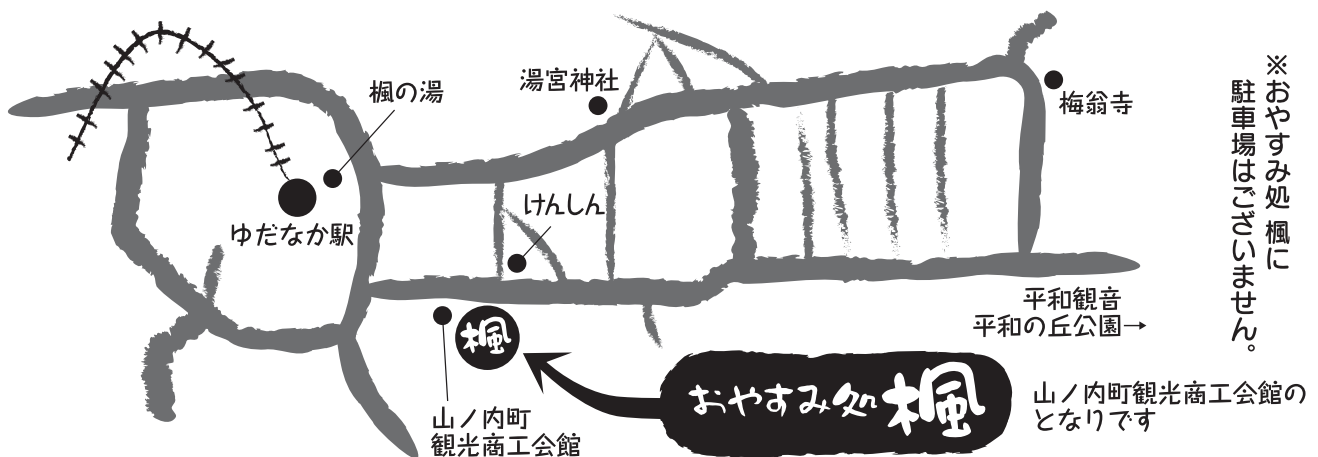 楓の湯
湯宮神社
梅翁寺
けんしん
ゆだなか駅
平和観音
平和の丘公園→
楓
山ノ内町
観光商工会館
おやすみ処 楓
山ノ内町観光商工会館の
となりです
※おやすみ処 楓に
駐車場はございません。